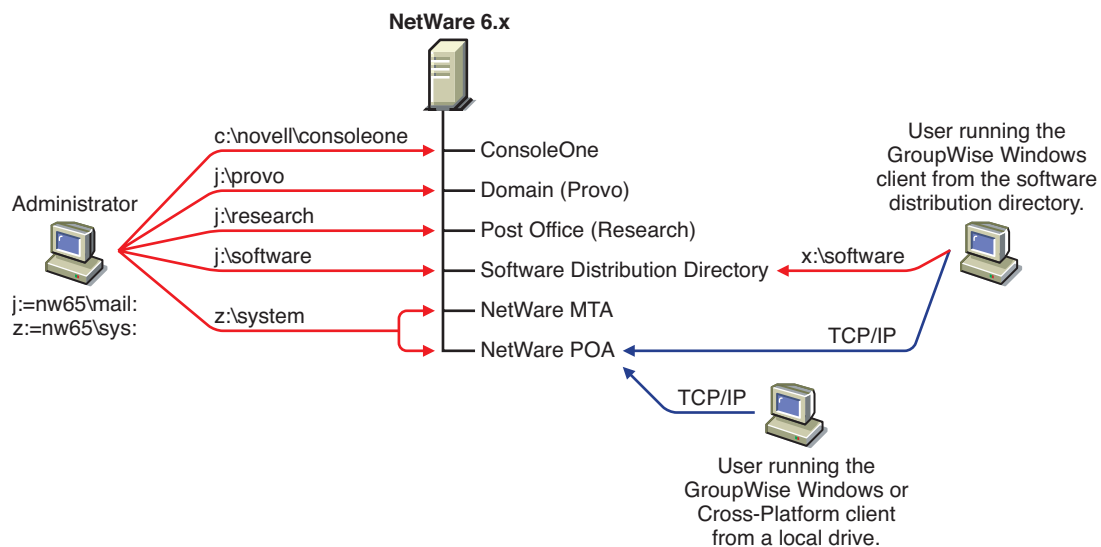 NetWare 6.x
c:\novell\consoleone
ConsoleOne
j:\provo
Domain (Provo)
Administrator
j:\research
Post Office (Research)
j:\software
Software Distribution Directory
x:\software
j:=nw65\mail:
z:=nw65\sys:
z:\system
NetWare MTA
NetWare POA
User running the
GroupWise Windows
client from the software
distribution directory.
TCP/IP
TCP/IP
User running the
GroupWise Windows or
Cross-Platform client
from a local drive.